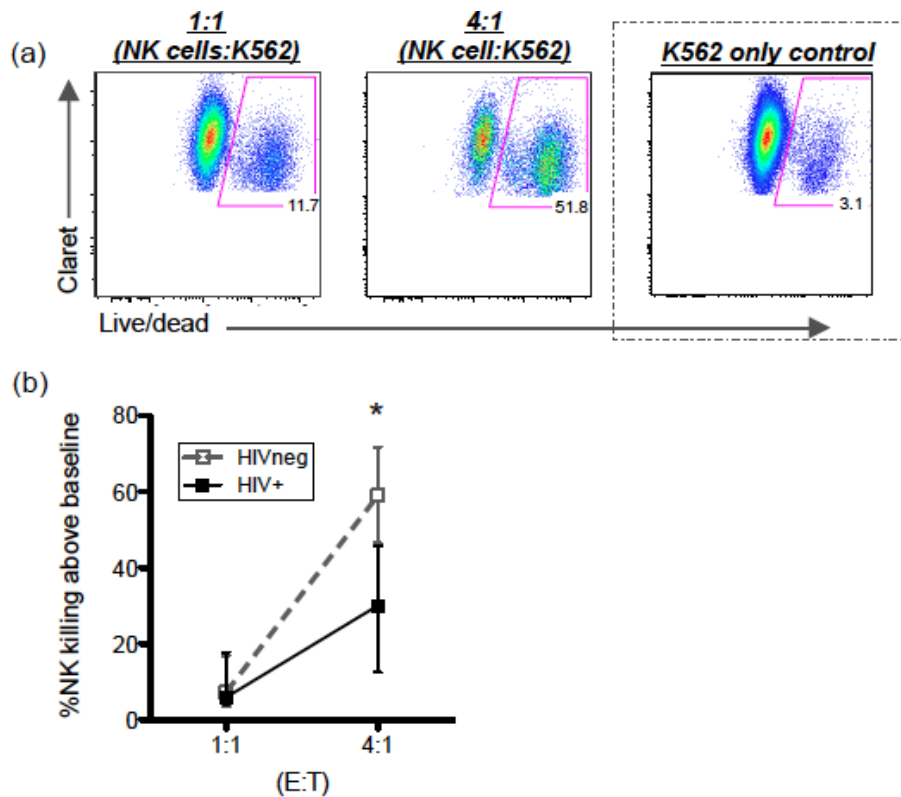 (a)
1:1
(NK cells:K562)
4:1
(NK cell:K562)
K562 only control
11.7
51.8
3.1
Claret
Live/dead
(b)
%NK killing above baseline
80
60
40
20
0
HIVneg
HIV+
*
1:1
4:1
(E:T)